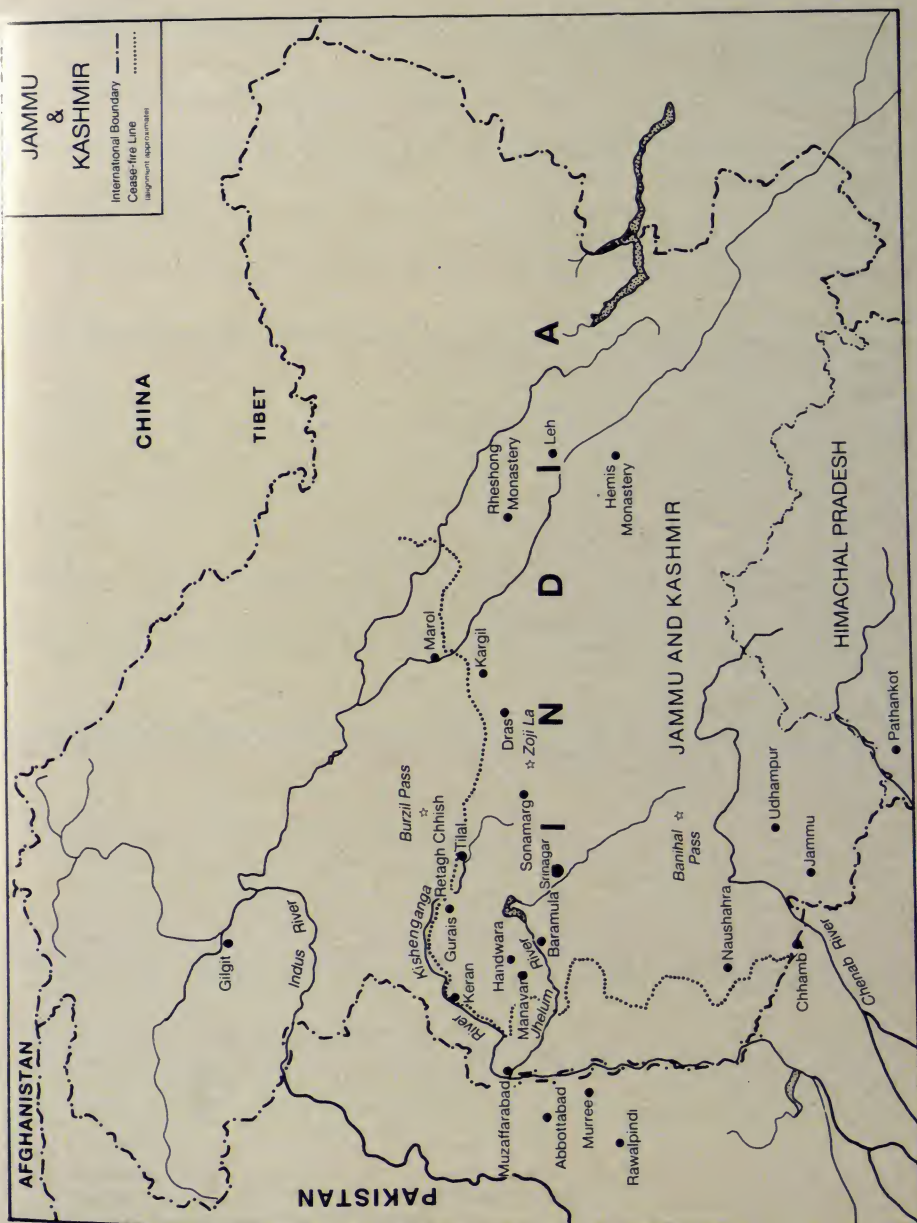 JAMMU
&
KASHMIR
International Boundary
Cease-fire Line
(alignment approximate)
AFGHANISTAN
CHINA
TIBET
PAKISTAN
I N D I A
Gilgit
Indus River
Burzil Pass
Kishenganga
River
Retagh Chhish
Tilal
Gurais
Keran
Marol
Kargil
Dras
Zoji La
Rheshong
Monastery
Leh
Hemis
Monastery
Handwara
Manayan
Jhelum River
Baramula
Sonamarg
Srinagar
Muzaffarabad
Abbottabad
Murree
Rawalpindi
JAMMU AND KASHMIR
Banihal
Pass
Naushahra
Udhampur
Jammu
Chhamb
Chenab River
HIMACHAL PRADESH
Pathankot